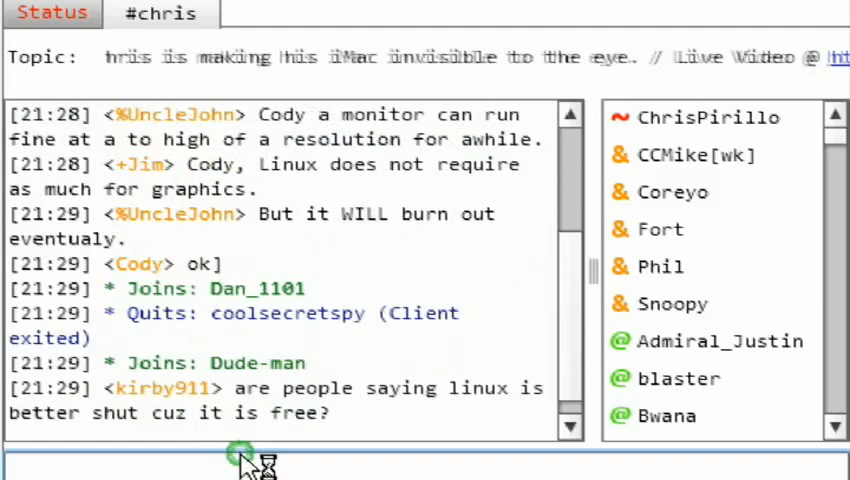 Status #chris
Topic: hris is making his iMac invisible to the eye. // Live Video @ ht
[21:28] <%UncleJohn> Cody a monitor can run
fine at a to high of a resolution for awhile.
[21:28] <+Jim> Cody, Linux does not require
as much for graphics.
[21:29] <%UncleJohn> But it WILL burn out
eventualy.
[21:29] <Cody> ok]
[21:29] * Joins: Dan_1101
[21:29] * Quits: coolsecretspy (Client
exited)
[21:29] * Joins: Dude-man
[21:29] <kirby911> are people saying linux is
better shut cuz it is free?
~ ChrisPirillo
& CCMike[wk]
& Coreyo
& Fort
& Phil
& Snoopy
@ Admiral_Justin
@ blaster
@ Bwana